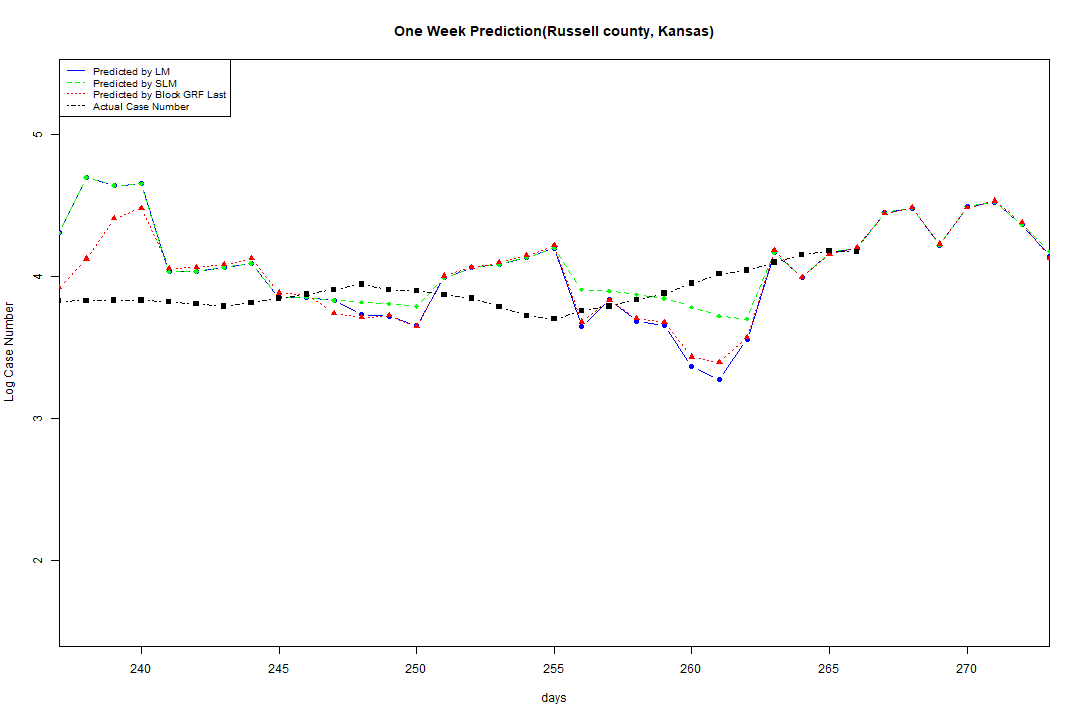 One Week Prediction(Russell county, Kansas)
Predicted by LM
Predicted by SLM
Predicted by Block GRF Last
Actual Case Number
5
4
3
2
Log Case Number
240 245 250 255 260 265 270
days